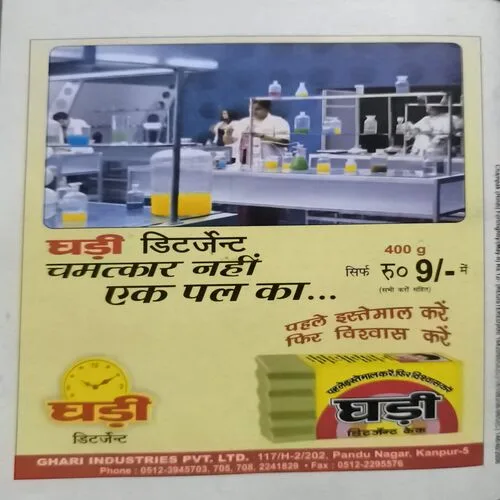 घड़ी डिटर्जेन्ट
चमत्कार नहीं
एक पल का...
400 g
सिर्फ रु० 9/- में
(सभी करों सहित)
पहले इस्तेमाल करें
फिर विश्वास करें
घड़ी
डिटर्जेन्ट
पहले इस्तेमाल करें, फिर विश्वास करें
घड़ी
डिटर्जेन्ट केक
GHARI INDUSTRIES PVT. LTD. 117/H-2/202, Pandu Nagar, Kanpur-5
Phone : 0512-3945703, 705, 708, 2241829 • Fax : 0512-2295576